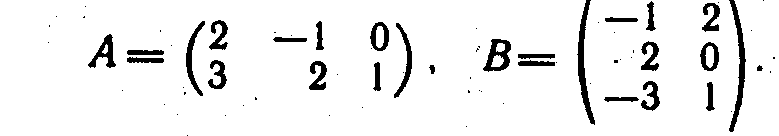 A = (2 −1 0
3 2 1), B = (−1 2
2 0
−3 1).